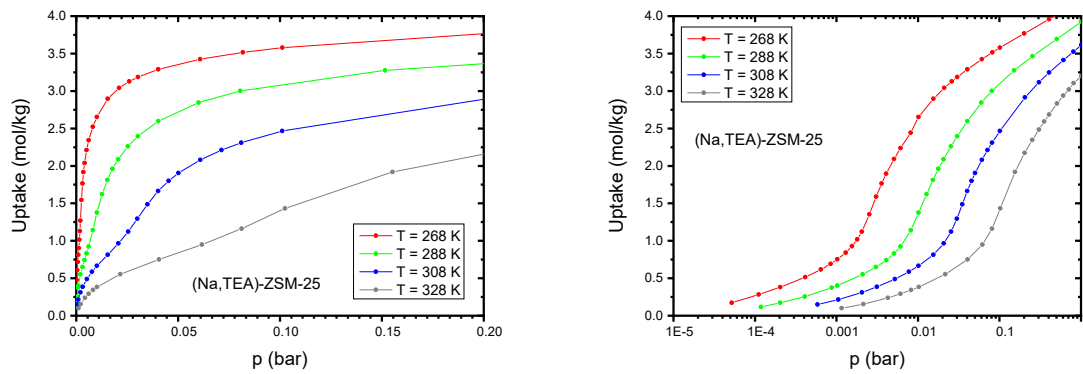 4.0
3.5
3.0
2.5
2.0
1.5
1.0
0.5
0.0
Uptake (mol/kg)
0.00
0.05
0.10
0.15
0.20
p (bar)
T = 268 K
T = 288 K
T = 308 K
T = 328 K
(Na,TEA)-ZSM-25
4.0
3.5
3.0
2.5
2.0
1.5
1.0
0.5
0.0
Uptake (mol/kg)
T = 268 K
T = 288 K
T = 308 K
T = 328 K
(Na,TEA)-ZSM-25
1E-5
1E-4
0.001
0.01
0.1
1
p (bar)